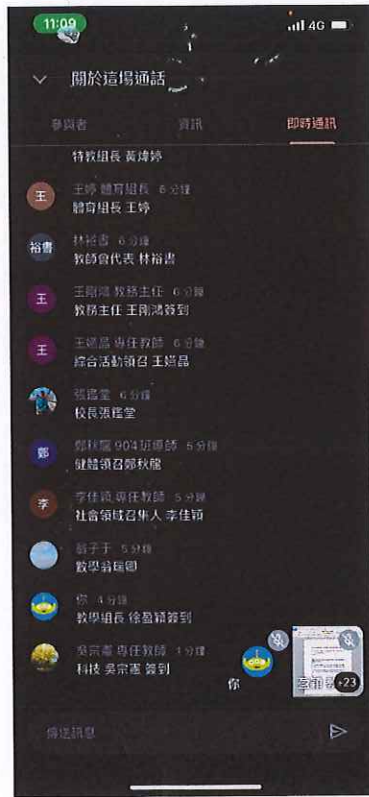 11:09
4G
關於這場通話
參與者
資訊
即時通訊
特教組長 黃煒婷
王 王婷 體育組長 6 分鐘
體育組長 王婷
裕書 林裕書 6 分鐘
教師會代表 林裕書
王 王剛鴻 教務主任 6 分鐘
教務主任 王剛鴻簽到
王 王嬿晶 專任教師 6 分鐘
綜合活動領召 王嬿晶
張鑑堂 6 分鐘
校長張鑑堂
鄭 鄭秋龍 904 班導師 5 分鐘
健體領召鄭秋龍
李 李佳穎 專任教師 5 分鐘
社會領域召集人 李佳穎
翁子于 5 分鐘
數學翁瑞卿
你 4 分鐘
教學組長 徐盈穎簽到
吳宗憲 專任教師
科技 吳宗憲 簽到
你
+23
傳送訊息